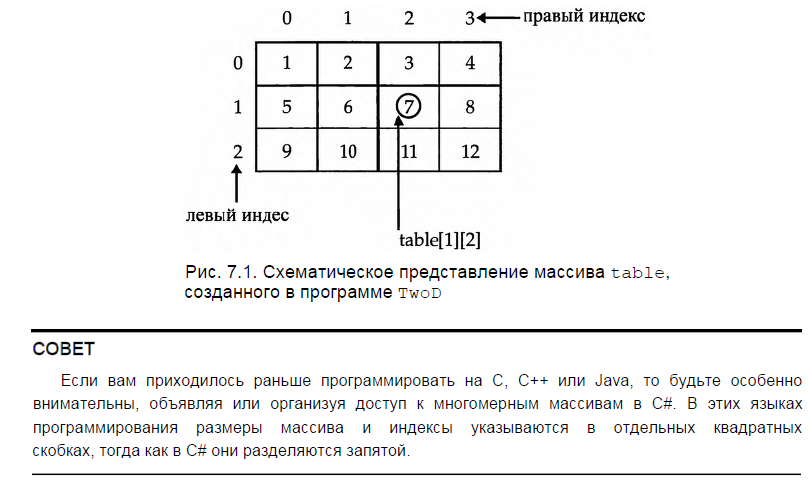 0 1 2 3 правый индекс
0 1 2 3 4
1 5 6 7 8
2 9 10 11 12
левый индес
table[1][2]
Рис. 7.1. Схематическое представление массива table,
созданного в программе TwoD
СОВЕТ
Если вам приходилось раньше программировать на C, C++ или Java, то будьте особенно
внимательны, объявляя или организуя доступ к многомерным массивам в C#. В этих языках
программирования размеры массива и индексы указываются в отдельных квадратных
скобках, тогда как в C# они разделяются запятой.